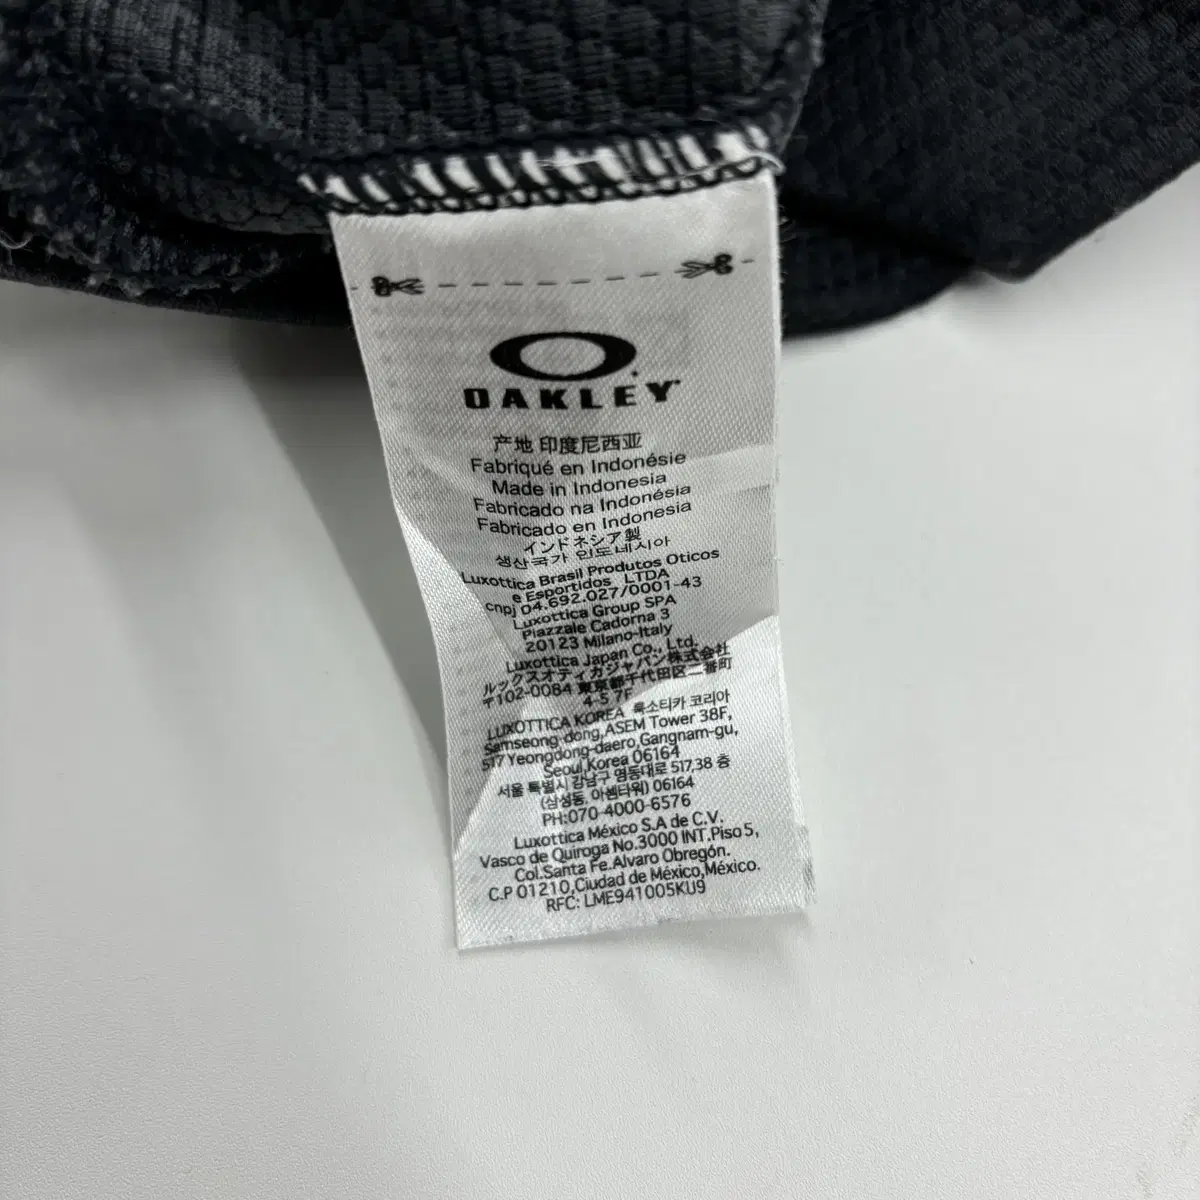 OAKLEY
产地 印度尼西亚
Fabriqué en Indonésie
Made in Indonesia
Fabricado na Indonésia
Fabricado en Indonesia
インドネシア製
생산국가 인도네시아
Luxottica Brasil Produtos Oticos
e Esportidos LTDA
cnpj 04.692.027/0001-43
Luxottica Group SPA
Piazzale Cadorna 3
20123 Milano-Italy
Luxottica Japan Co., Ltd.
ルックスオティカジャパン株式会社
〒102-0084 東京都千代田区二番町
4-5 7F
LUXOTTICA KOREA 룩소티카 코리아
Samseong-dong,ASEM Tower 38F,
517 Yeongdong-daero,Gangnam-gu,
Seoul,Korea 06164
서울 특별시 강남구 영동대로 517,38 층
(삼성동, 아셈타워) 06164
PH:070-4000-6576
Luxottica México S.A de C.V.
Vasco de Quiroga No.3000 INT.Piso 5,
Col.Santa Fe.Alvaro Obregón.
C.P 01210,Ciudad de México,México.
RFC: LME941005KU9